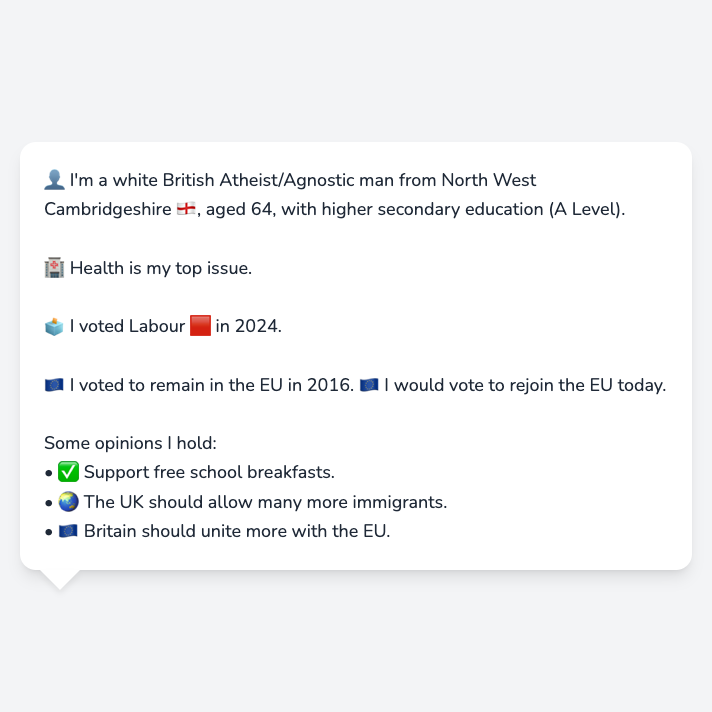 👤 I'm a white British Atheist/Agnostic man from North West
Cambridgeshire 🏴󠁧󠁢󠁥󠁮󠁧󠁿, aged 64, with higher secondary education (A Level).
🏥 Health is my top issue.
🗳️ I voted Labour 🟥 in 2024.
🇪🇺 I voted to remain in the EU in 2016. 🇪🇺 I would vote to rejoin the EU today.
Some opinions I hold:
• ✅ Support free school breakfasts.
• 🌏 The UK should allow many more immigrants.
• 🇪🇺 Britain should unite more with the EU.